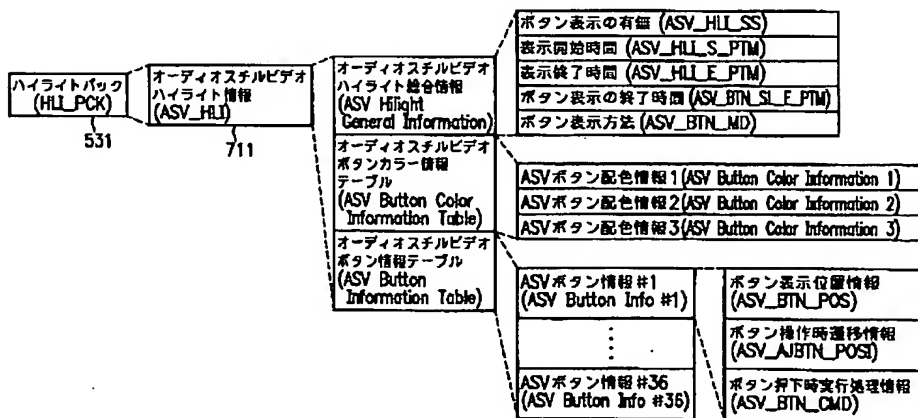 ハイライトパック
(HLI_PCK)
531
オーディオスチルビデオ
ハイライト情報
(ASV_HLI)
711
オーディオスチルビデオ
ハイライト総合情報
(ASV Hilight
General Information)
オーディオスチルビデオ
ボタンカラー情報
テーブル
(ASV Button Color
Information Table)
オーディオスチルビデオ
ボタン情報テーブル
(ASV Button
Information Table)
ボタン表示の有無 (ASV_HLI_SS)
表示開始時間 (ASV_HLI_S_PTM)
表示終了時間 (ASV_HLI_E_PTM)
ボタン表示の終了時間 (ASV_BTN_SL_E_PTM)
ボタン表示方法 (ASV_BTN_MD)
ASVボタン配色情報1 (ASV Button Color Information 1)
ASVボタン配色情報2 (ASV Button Color Information 2)
ASVボタン配色情報3 (ASV Button Color Information 3)
ASVボタン情報#1
(ASV Button Info #1)
⋮
ASVボタン情報#36
(ASV Button Info #36)
ボタン表示位置情報
(ASV_BTN_POS)
ボタン操作時遷移情報
(ASV_AJBTN_POSI)
ボタン押下時実行処理情報
(ASV_BTN_CMD)